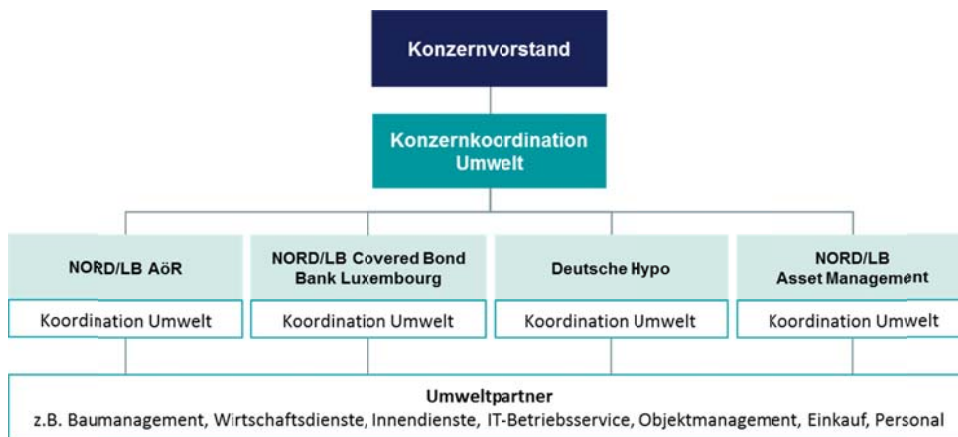 Konzernvorstand
Konzernkoordination
Umwelt
NORD/LB AöR
Koordination Umwelt
NORD/LB Covered Bond
Bank Luxembourg
Koordination Umwelt
Deutsche Hypo
Koordination Umwelt
NORD/LB
Asset Management
Koordination Umwelt
Umweltpartner
z.B. Baumanagement, Wirtschaftsdienste, Innendienste, IT-Betriebsservice, Objektmanagement, Einkauf, Personal